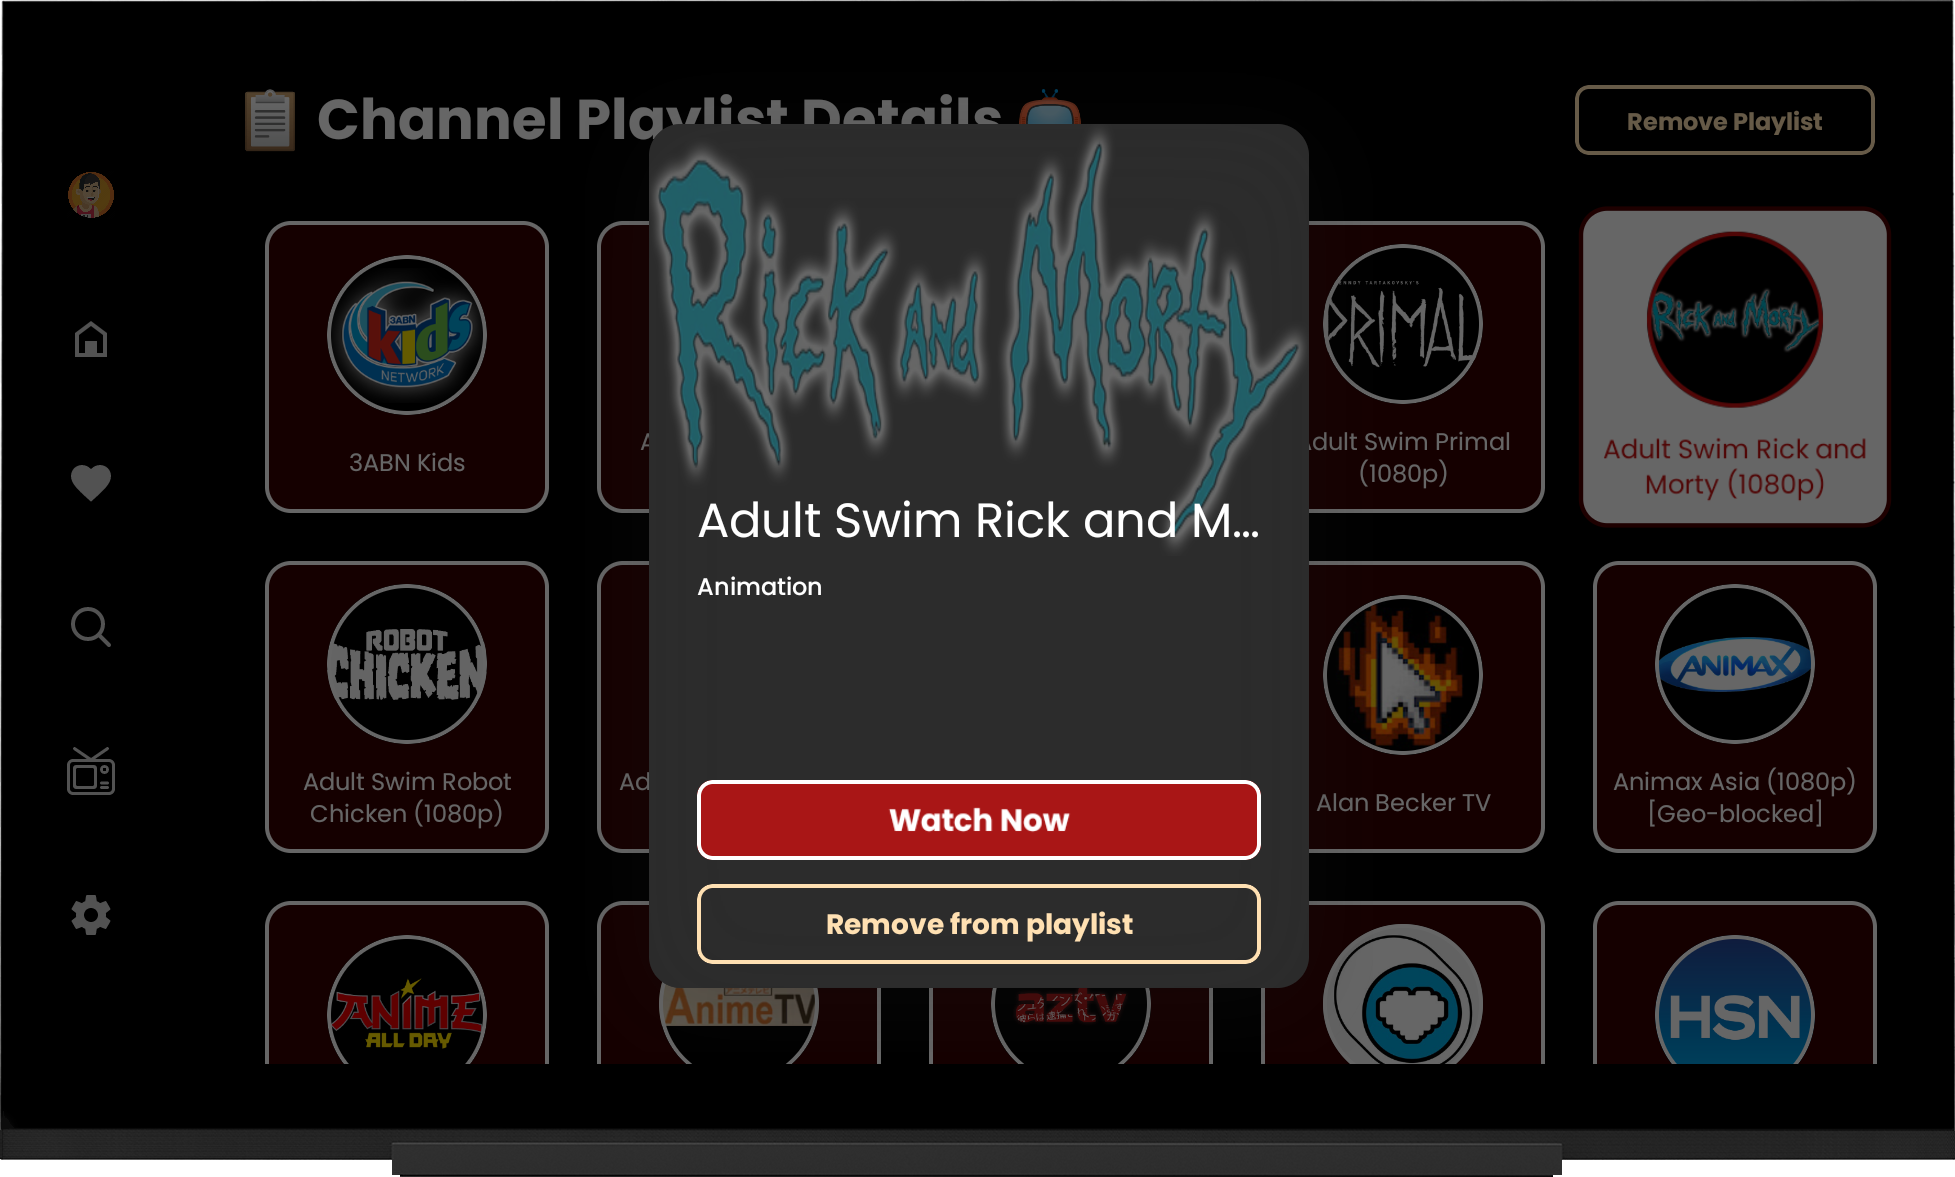 Channel Playlist Details
Remove Playlist
3ABN
kids
NETWORK
3ABN Kids
Rick and Morty
Adult Swim Rick and M...
Animation
Watch Now
Remove from playlist
PRIMAL
Adult Swim Primal
(1080p)
Rick and Morty
Adult Swim Rick and
Morty (1080p)
ROBOT
CHICKEN
Adult Swim Robot
Chicken (1080p)
Ad
Alan Becker TV
ANIMAX
Animax Asia (1080p)
[Geo-blocked]
ANIME
ALL DAY
AnimeTV
aztv
HSN